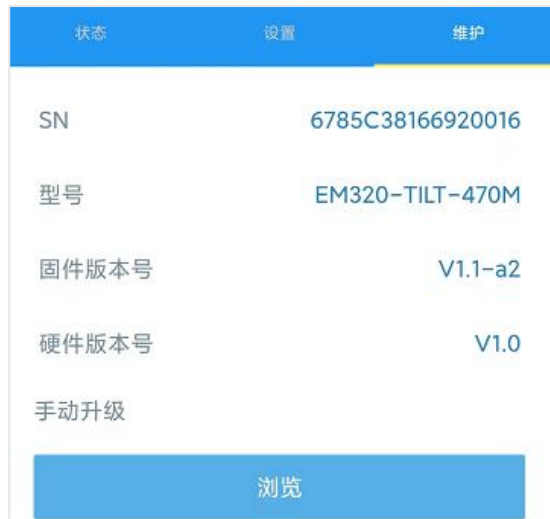 状态 设置 维护
SN 6785C38166920016
型号 EM320-TILT-470M
固件版本号 V1.1-a2
硬件版本号 V1.0
手动升级
浏览